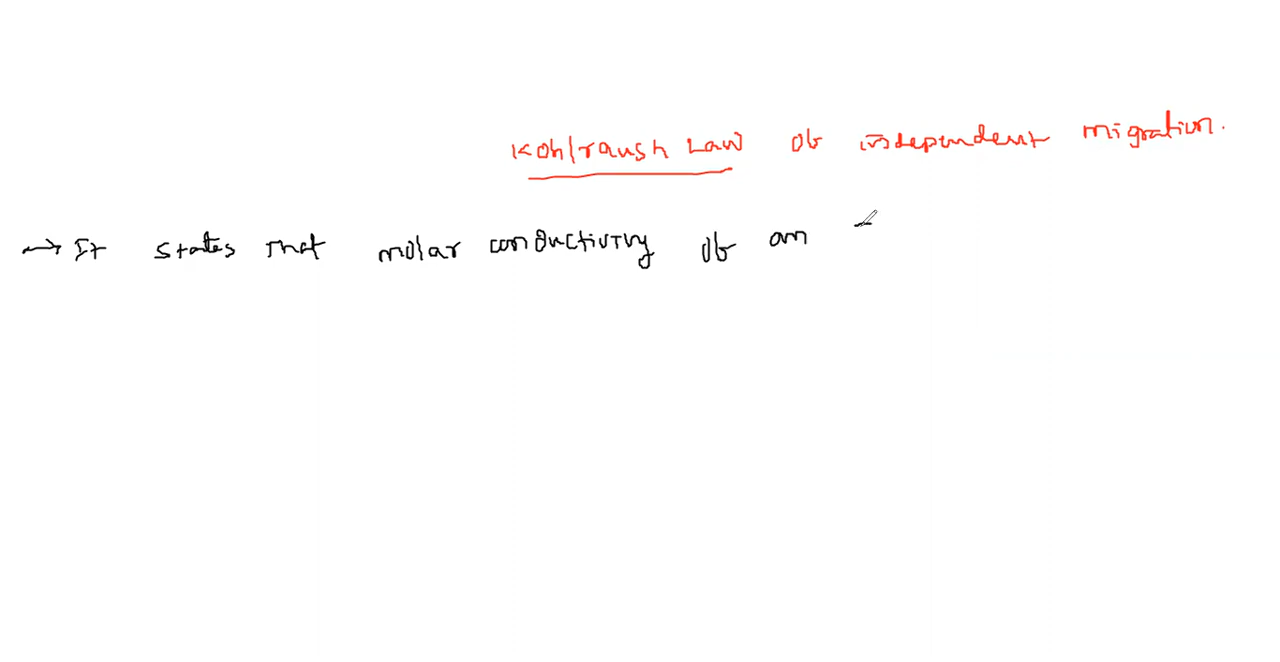 Kohlraush Law of independent migration.
→ It states that molar conductivity of an